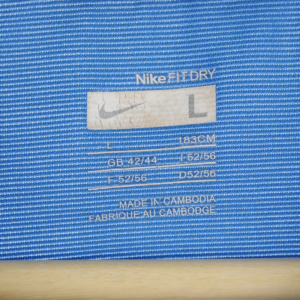 Nike FIT DRY
L
L 183CM
GB 42/44 I 52/56
F 52/56 D52/56
MADE IN CAMBODIA
FABRIQUE AU CAMBODGE